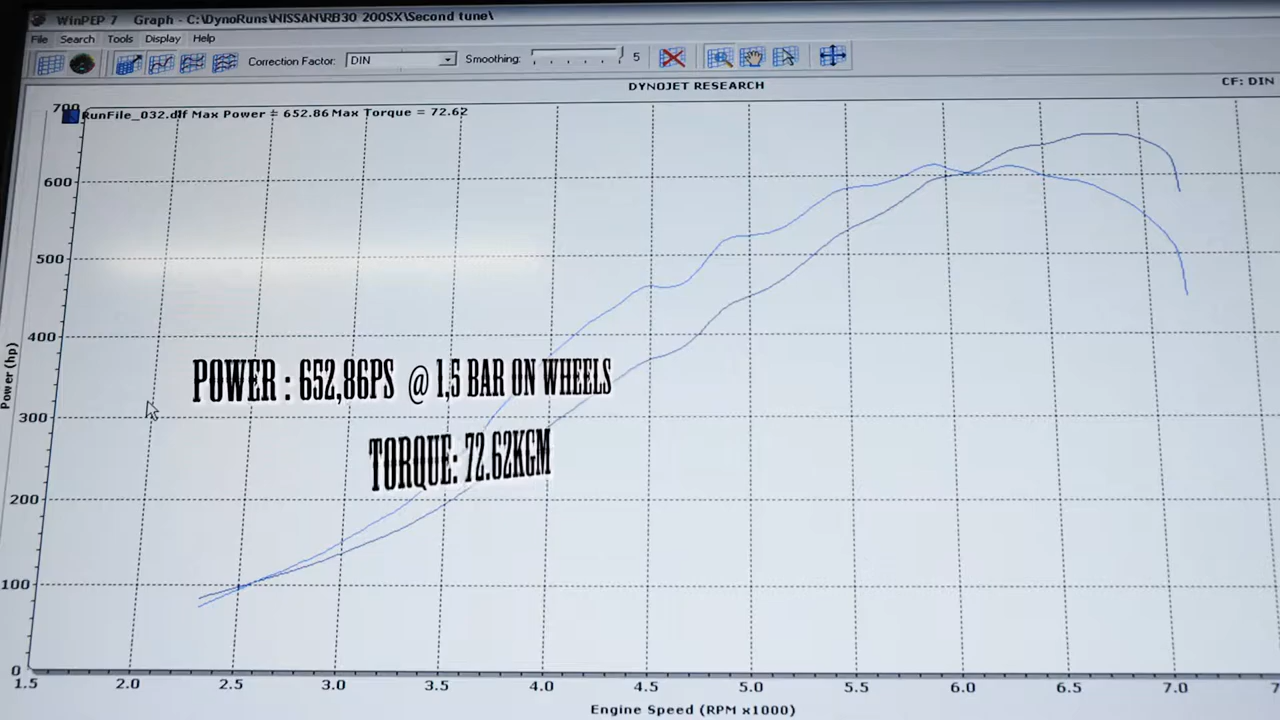 WinPEP 7 Graph - C:\DynoRuns\NISSAN\RB30 200SX\Second tune\
File Search Tools Display Help
Correction Factor: DIN Smoothing: 5
DYNOJET RESEARCH CF: DIN
RunFile_032.drf Max Power = 652.86 Max Torque = 72.62
700
600
500
400
300
200
100
0
Power (hp)
POWER : 652,86PS @ 1,5 BAR ON WHEELS
TORQUE: 72.62KGM
1.5 2.0 2.5 3.0 3.5 4.0 4.5 5.0 5.5 6.0 6.5 7.0
Engine Speed (RPM x1000)